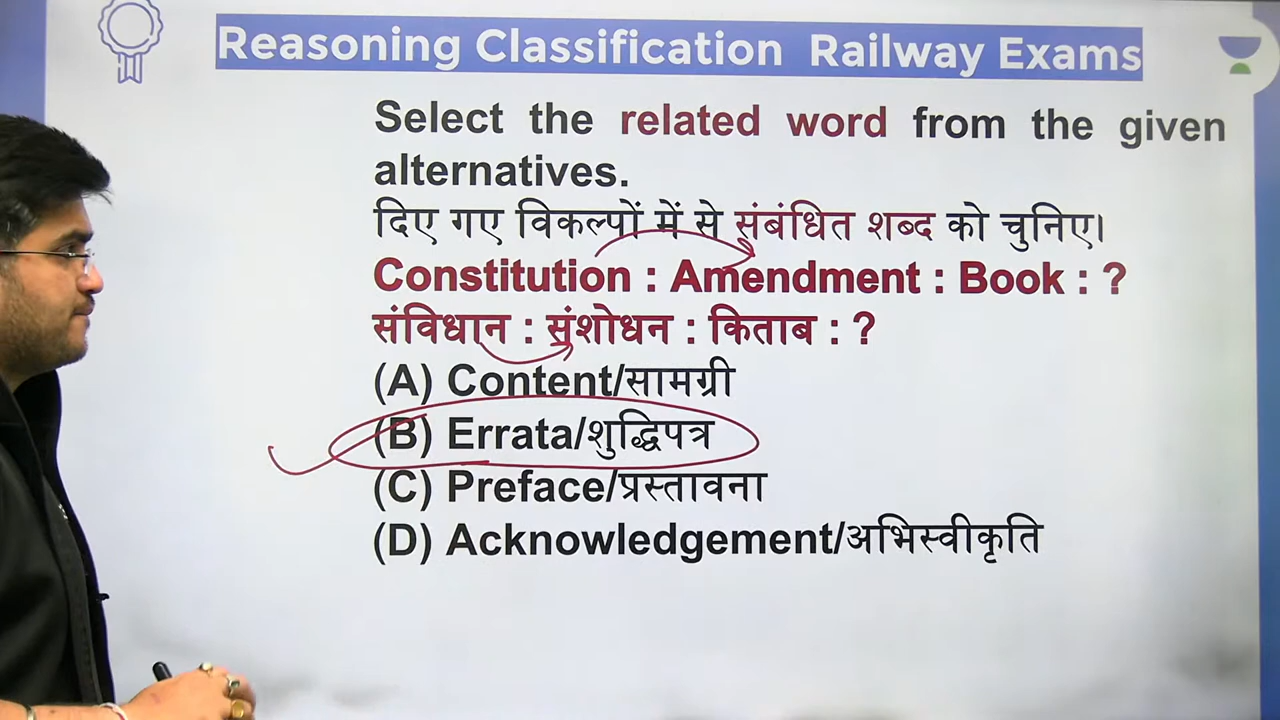 Reasoning Classification Railway Exams
Select the related word from the given
alternatives.
दिए गए विकल्पों में से संबंधित शब्द को चुनिए।
Constitution : Amendment : Book : ?
संविधान : संशोधन : किताब : ?
(A) Content/सामग्री
(B) Errata/शुद्धिपत्र
(C) Preface/प्रस्तावना
(D) Acknowledgement/अभिस्वीकृति